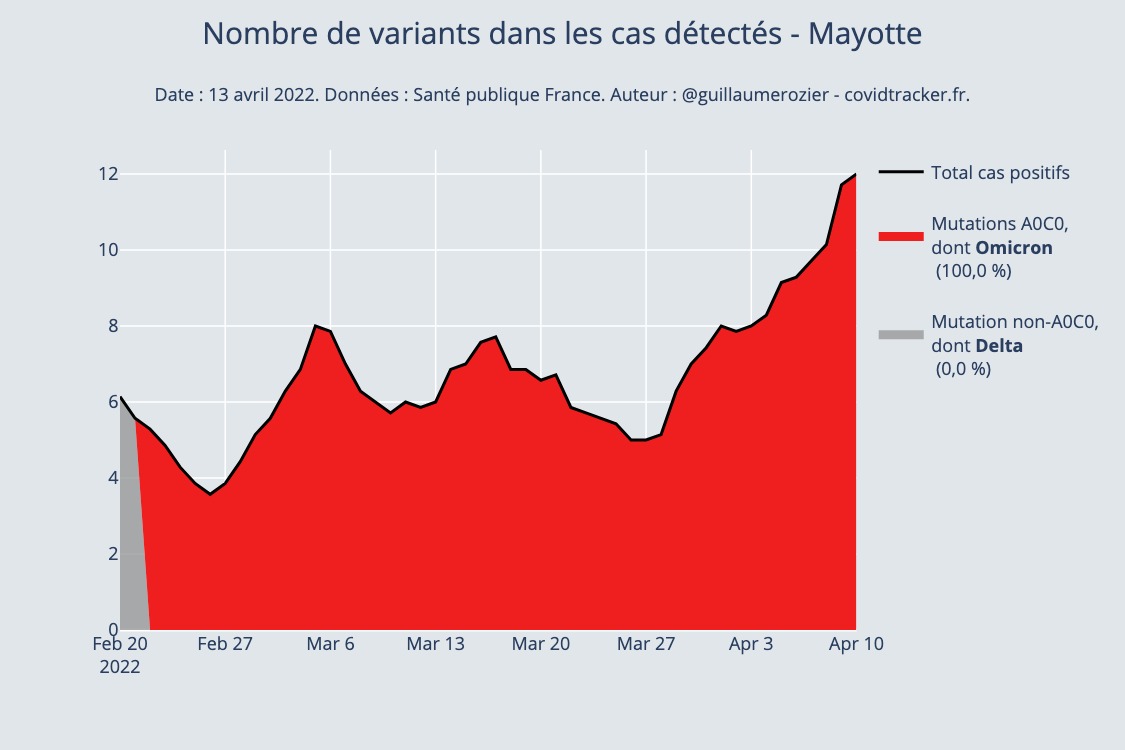 Nombre de variants dans les cas détectés - Mayotte
Date : 13 avril 2022. Données : Santé publique France. Auteur : @guillaumerozier - covidtracker.fr.
12
10
8
6
4
2
0
Feb 20 Feb 27 Mar 6 Mar 13 Mar 20 Mar 27 Apr 3 Apr 10
2022
Total cas positifs
Mutations A0C0,
dont Omicron
(100,0 %)
Mutation non-A0C0,
dont Delta
(0,0 %)